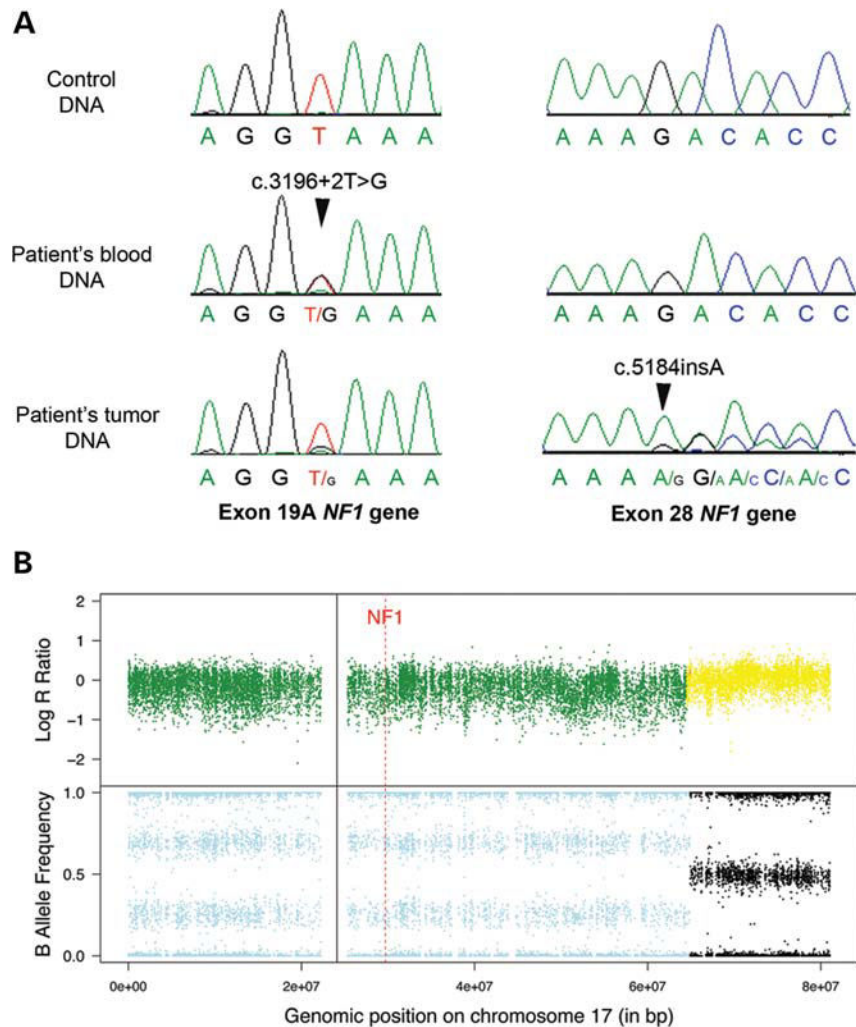 A
Control DNA
A G G T A A A
A A A G A C A C C
c.3196+2T>G
Patient's blood DNA
A G G T/G A A A
A A A G A C A C C
c.5184insA
Patient's tumor DNA
A G G T/G A A A
A A A A/G G/A A/C C/A A/C C
Exon 19A NF1 gene
Exon 28 NF1 gene
B
NF1
Log R Ratio
2
1
0
−1
−2
B Allele Frequency
1.0
0.5
0.0
0e+00
2e+07
4e+07
6e+07
8e+07
Genomic position on chromosome 17 (in bp)